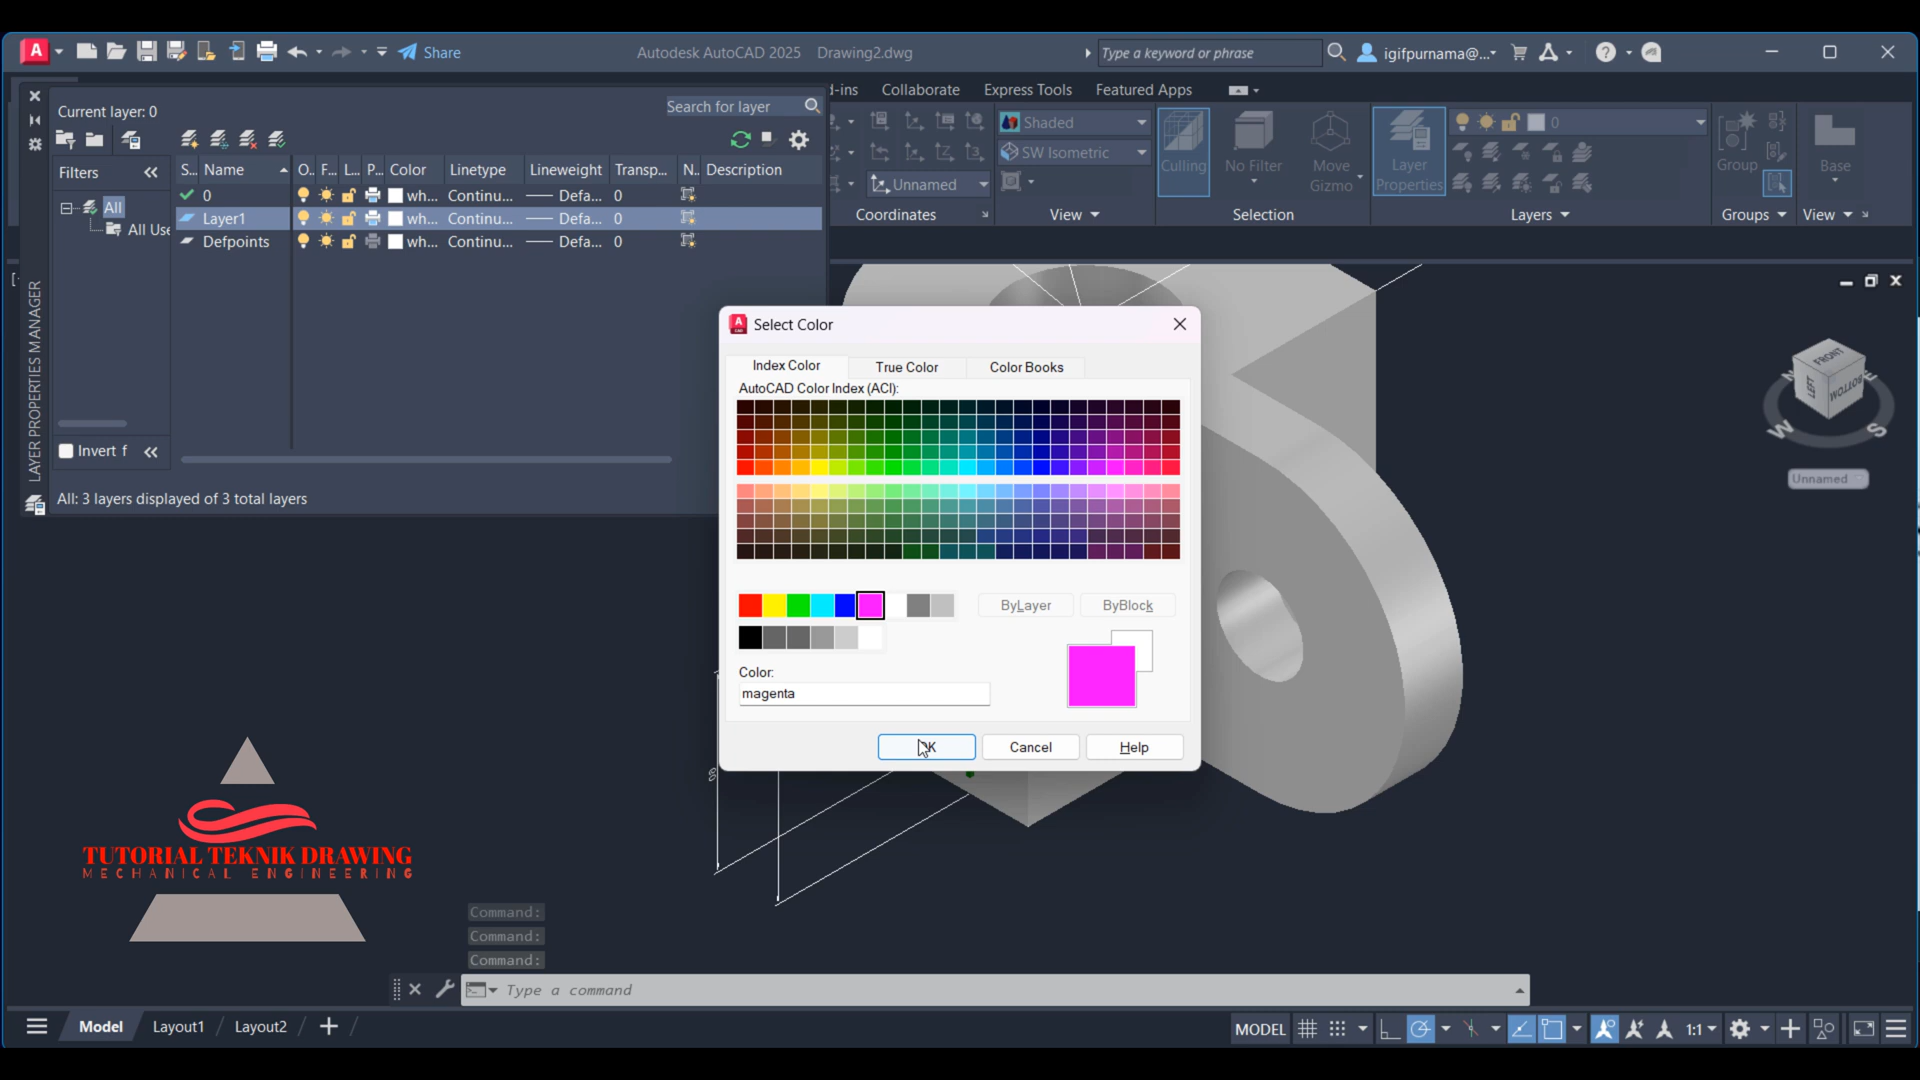 A Share Autodesk AutoCAD 2025 Drawing2.dwg Type a keyword or phrase igifpurnama@...
Current layer: 0 Search for layer
d-ins Collaborate Express Tools Featured Apps
Shaded 0
SW Isometric
Unnamed
Culling No Filter Move Gizmo Layer Properties Group Base
Coordinates View Selection Layers Groups View
Filters S... Name O.. F... L... P... Color Linetype Lineweight Transp... N.. Description
0 wh... Continu... Defa... 0
All Layer1 wh... Continu... Defa... 0
All Use
Defpoints wh... Continu... Defa... 0
LAYER PROPERTIES MANAGER
Invert f
All: 3 layers displayed of 3 total layers
Select Color
Index Color True Color Color Books
AutoCAD Color Index (ACI):
ByLayer ByBlock
Color:
magenta
Cancel Help
FRONT
LEFT BOTTOM
W S
Unnamed
TUTORIAL TEKNIK DRAWING
MECHANICAL ENGINEERING
Command:
Command:
Command:
Type a command
Model Layout1 Layout2
MODEL 1:1